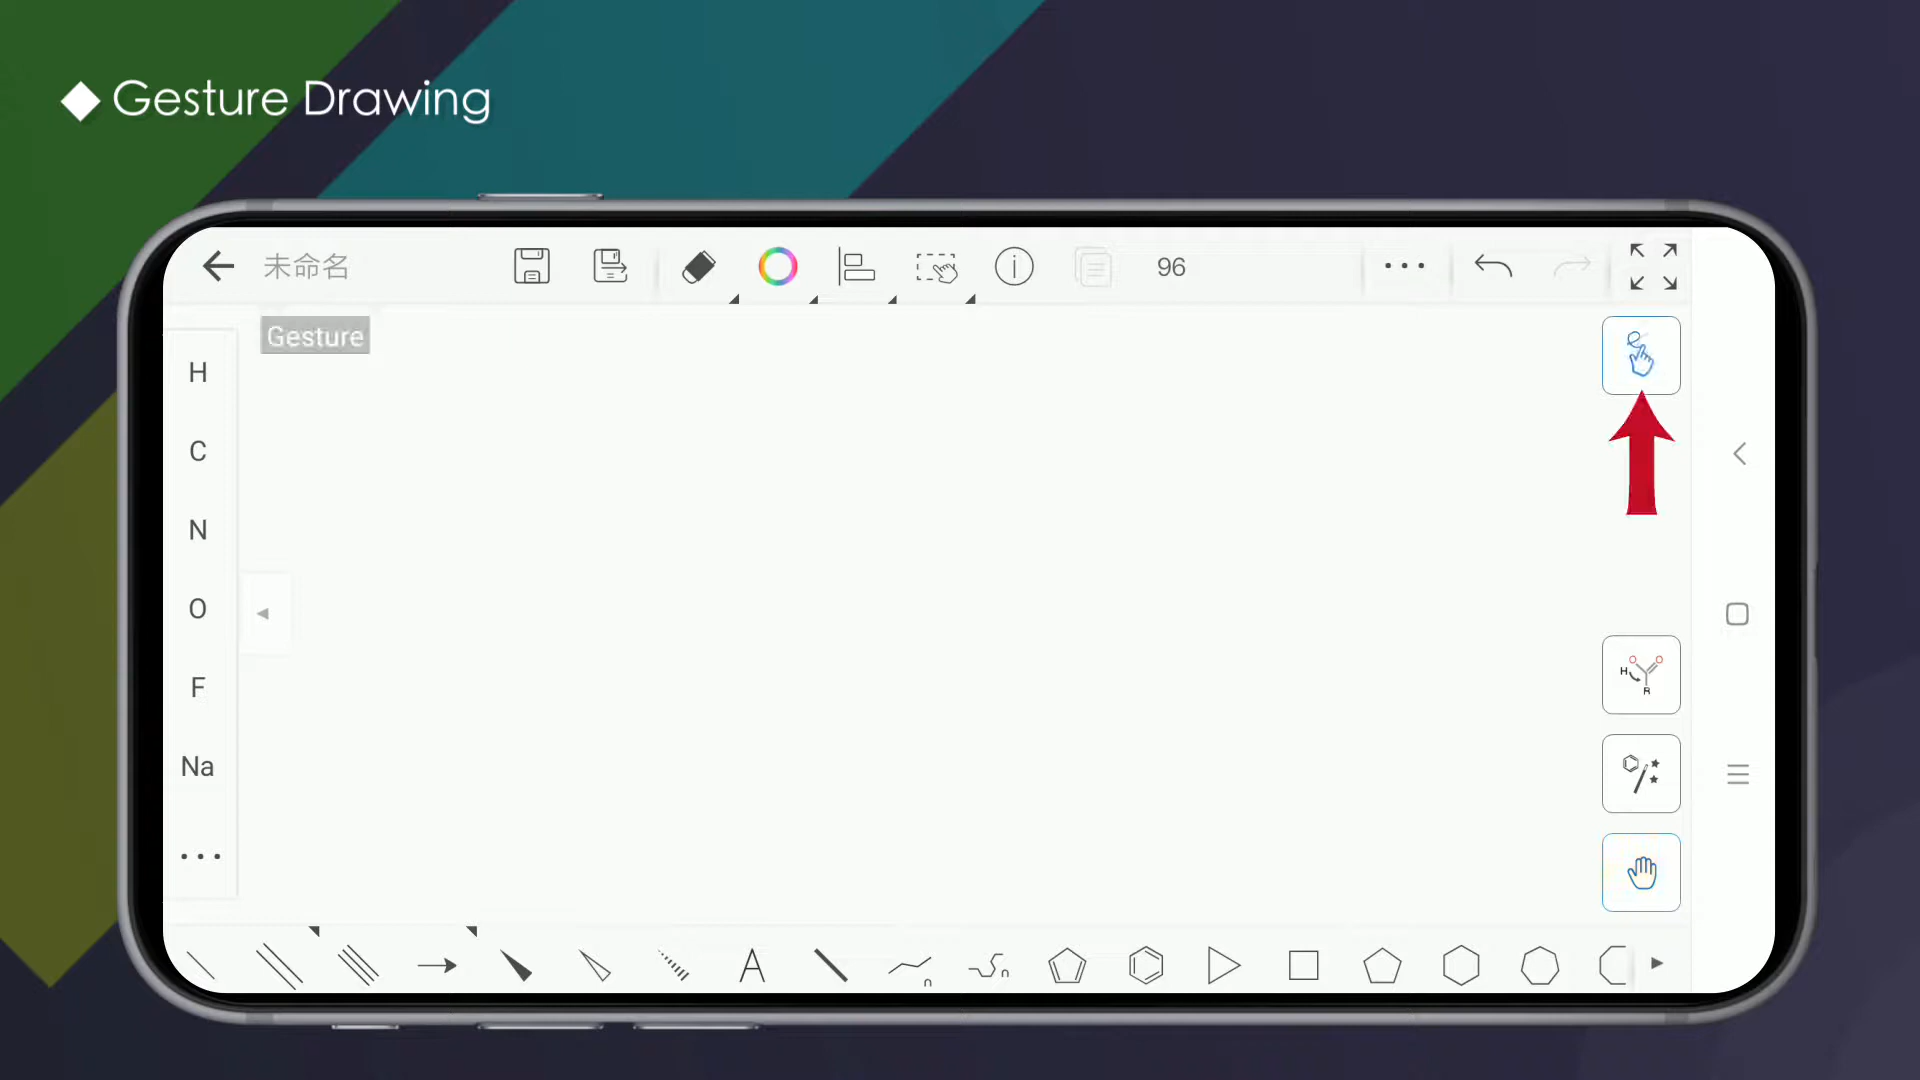 Gesture Drawing
未命名
96
Gesture
H
C
N
O
F
Na
H O O
R
A
n
n